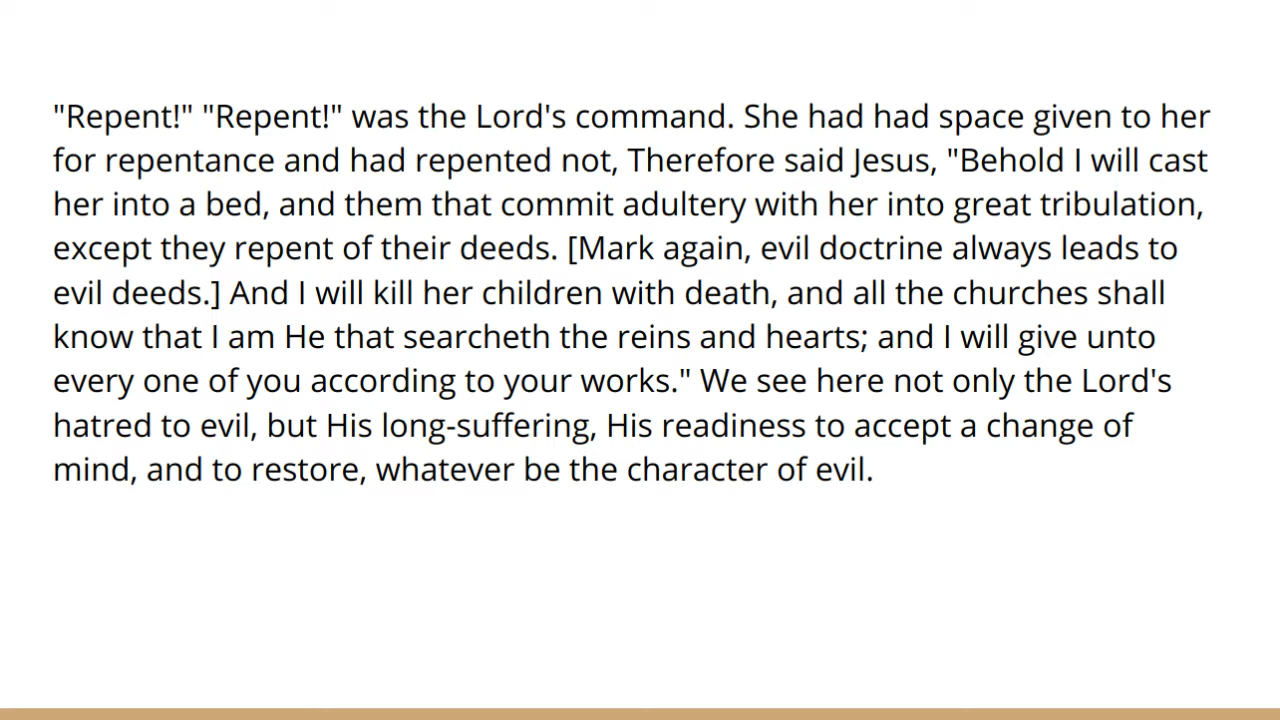 "Repent!" "Repent!" was the Lord's command. She had had space given to her
for repentance and had repented not, Therefore said Jesus, "Behold I will cast
her into a bed, and them that commit adultery with her into great tribulation,
except they repent of their deeds. [Mark again, evil doctrine always leads to
evil deeds.] And I will kill her children with death, and all the churches shall
know that I am He that searcheth the reins and hearts; and I will give unto
every one of you according to your works." We see here not only the Lord's
hatred to evil, but His long-suffering, His readiness to accept a change of
mind, and to restore, whatever be the character of evil.